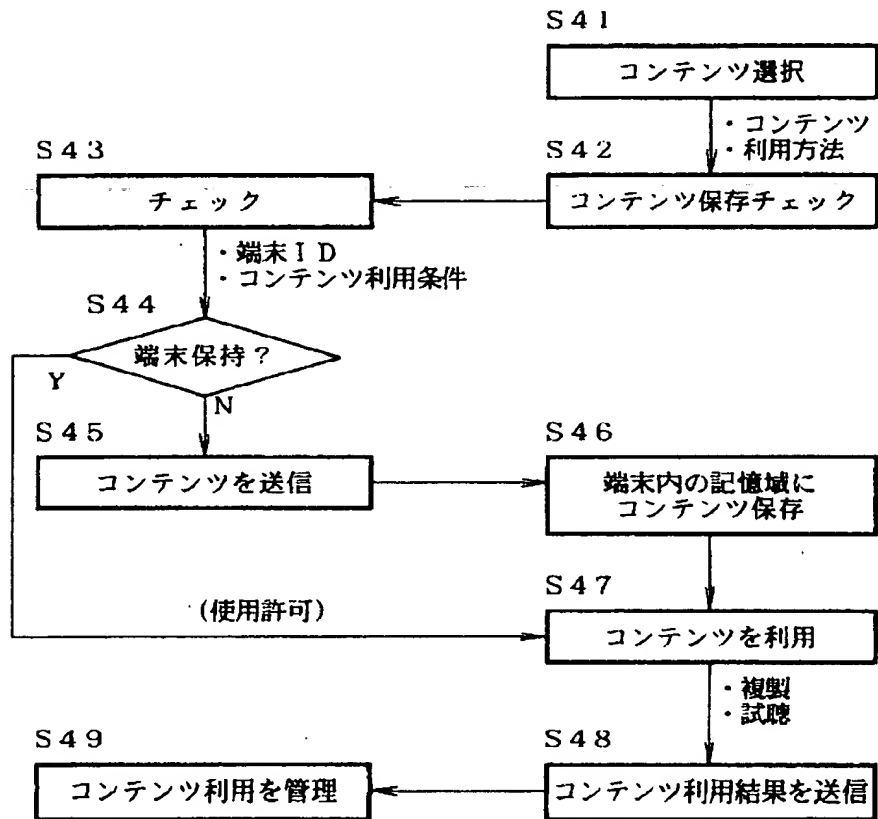 S41
コンテンツ選択
・コンテンツ
・利用方法
S42
コンテンツ保存チェック
S43
チェック
・端末ID
・コンテンツ利用条件
S44
端末保持?
Y
N
S45
コンテンツを送信
S46
端末内の記憶域に
コンテンツ保存
(使用許可)
S47
コンテンツを利用
・複製
・試聴
S48
コンテンツ利用結果を送信
S49
コンテンツ利用を管理